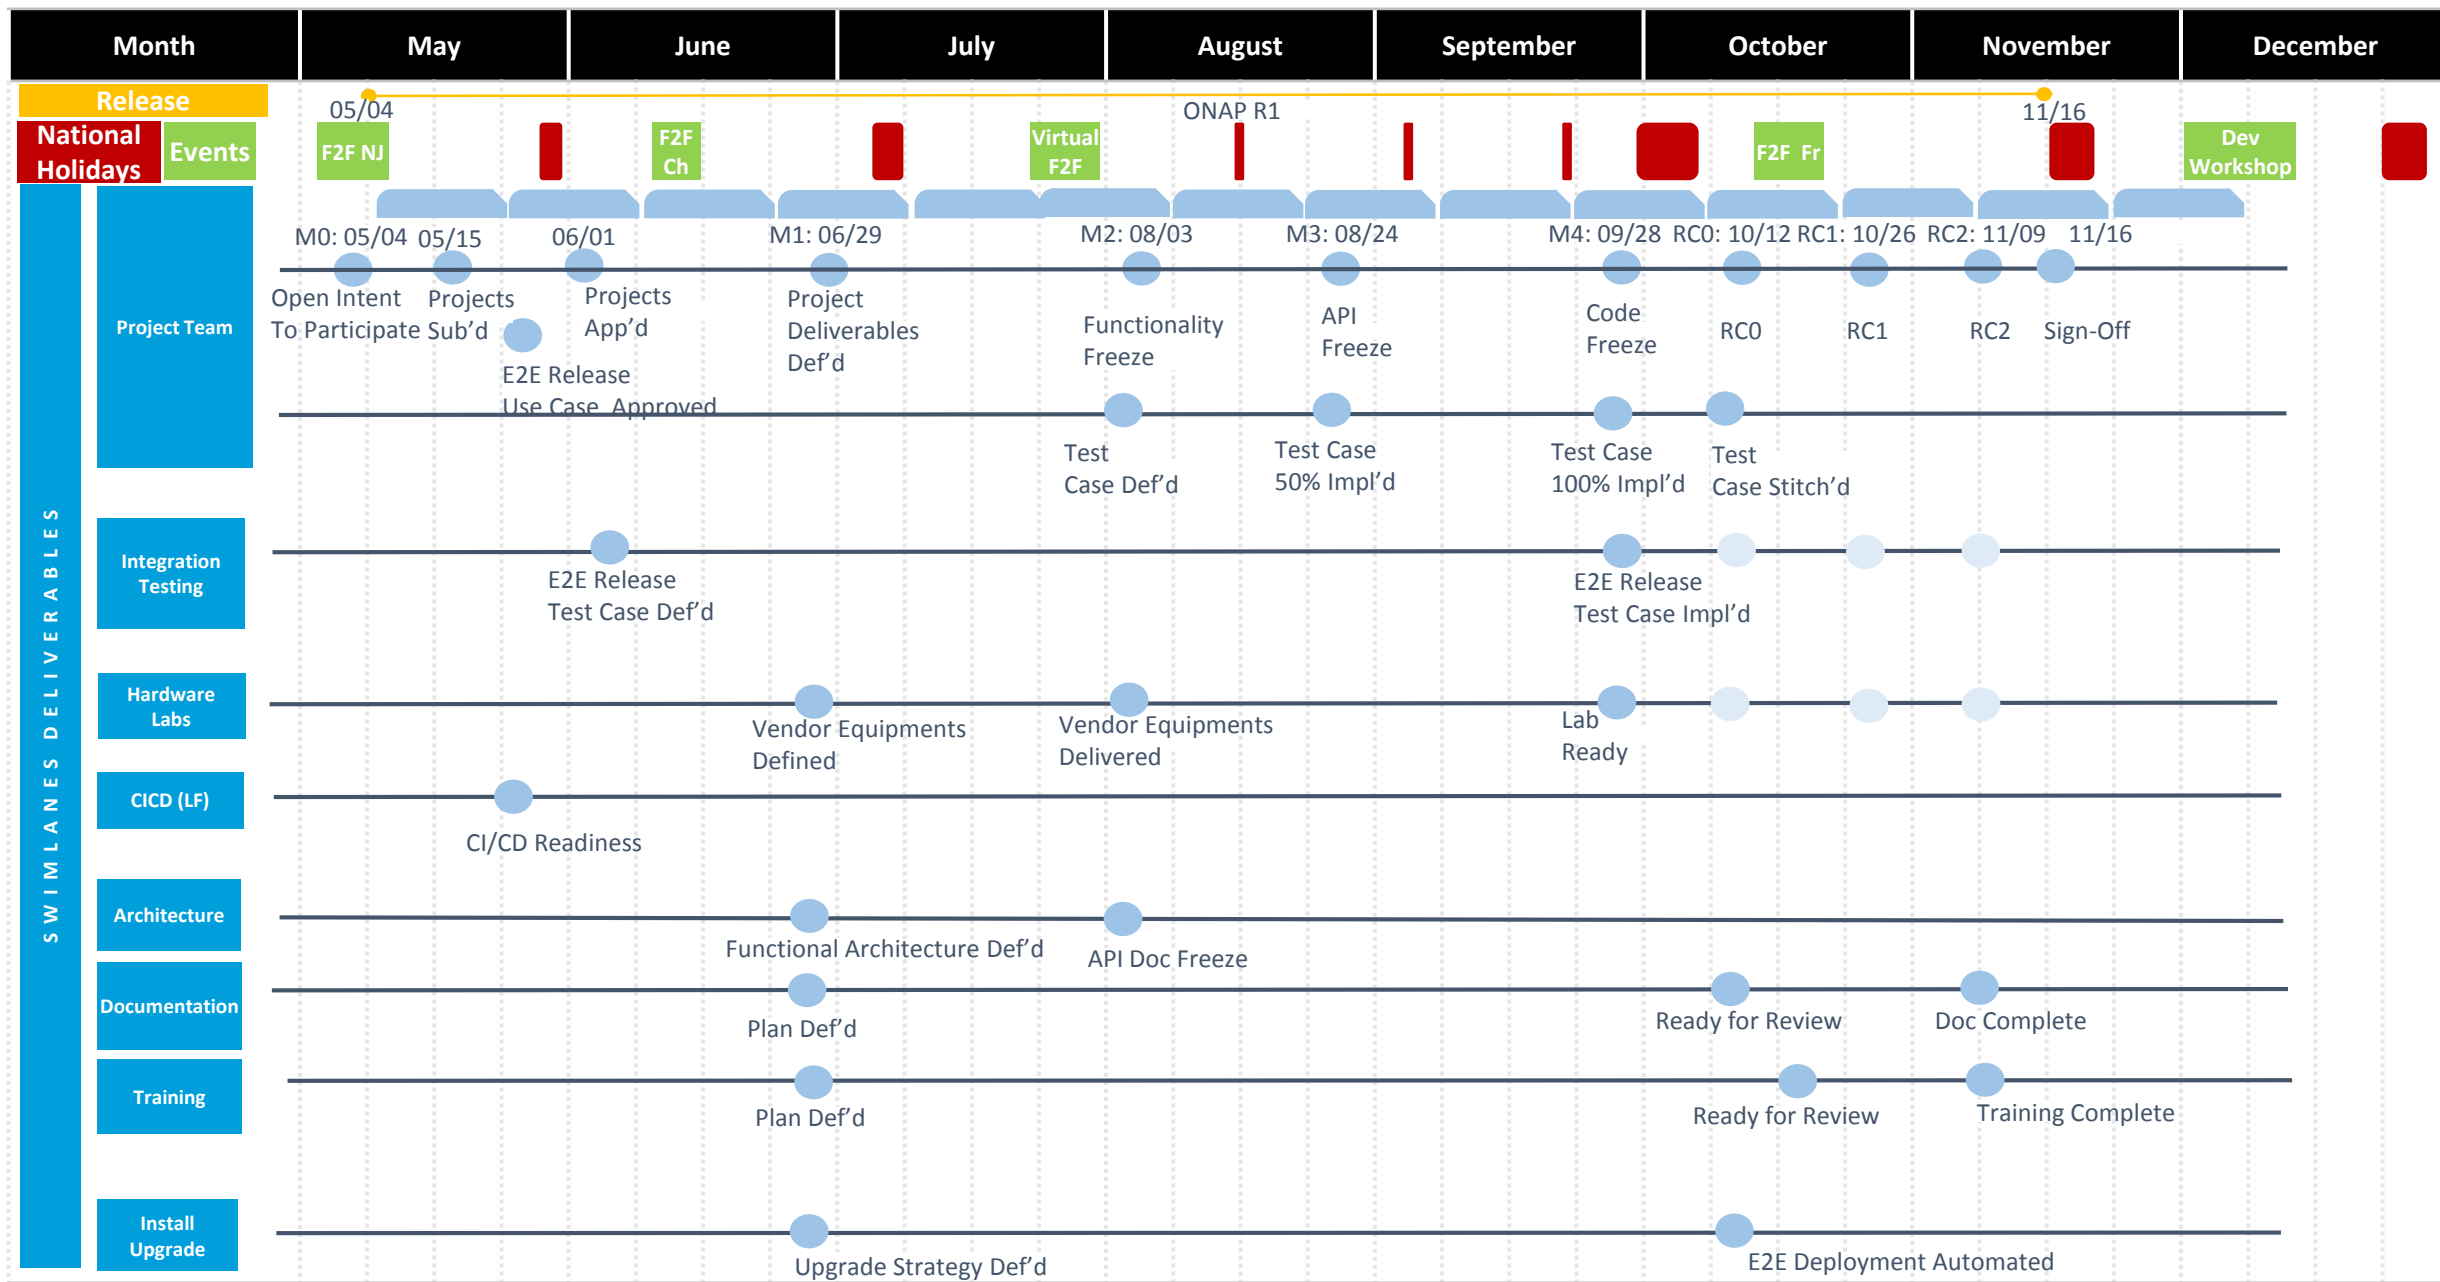 Month May June July August September October November December
Release
05/04 ONAP R1 11/16
National
Holidays
Events
F2F NJ
F2F
Ch
Virtual
F2F
F2F Fr
Dev
Workshop
SWIMLANES DELIVERABLES
Project Team
M0: 05/04 05/15 06/01 M1: 06/29 M2: 08/03 M3: 08/24 M4: 09/28 RC0: 10/12 RC1: 10/26 RC2: 11/09 11/16
Open Intent
To Participate
Projects
Sub’d
E2E Release
Use Case Approved
Projects
App’d
Project
Deliverables
Def’d
Functionality
Freeze
API
Freeze
Code
Freeze
RC0
RC1
RC2
Sign-Off
Test
Case Def’d
Test Case
50% Impl’d
Test Case
100% Impl’d
Test
Case Stitch’d
Integration
Testing
E2E Release
Test Case Def’d
E2E Release
Test Case Impl’d
Hardware
Labs
Vendor Equipments
Defined
Vendor Equipments
Delivered
Lab
Ready
CICD (LF)
CI/CD Readiness
Architecture
Functional Architecture Def’d
API Doc Freeze
Documentation
Plan Def’d
Ready for Review
Doc Complete
Training
Plan Def’d
Ready for Review
Training Complete
Install
Upgrade
Upgrade Strategy Def’d
E2E Deployment Automated